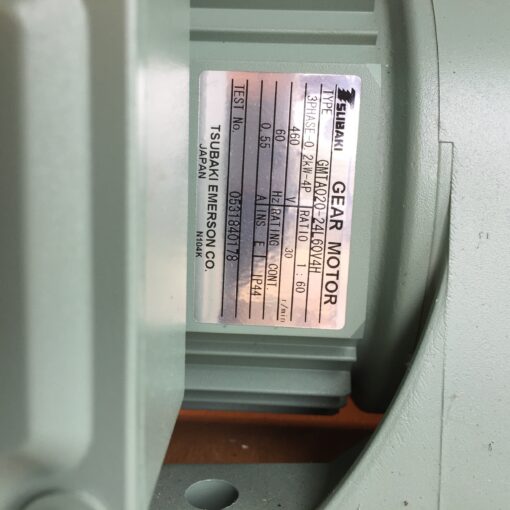 TSUBAKI GEAR MOTOR
TYPE GMTA020-24L60V4H
3PHASE-0.2kW-4P RATIO 1:60
460 V 30 r/min
60 Hz RATING CONT.
0.55 A INS E IP44
TEST No. 0531840178
TSUBAKI EMERSON CO.
JAPAN
N104K